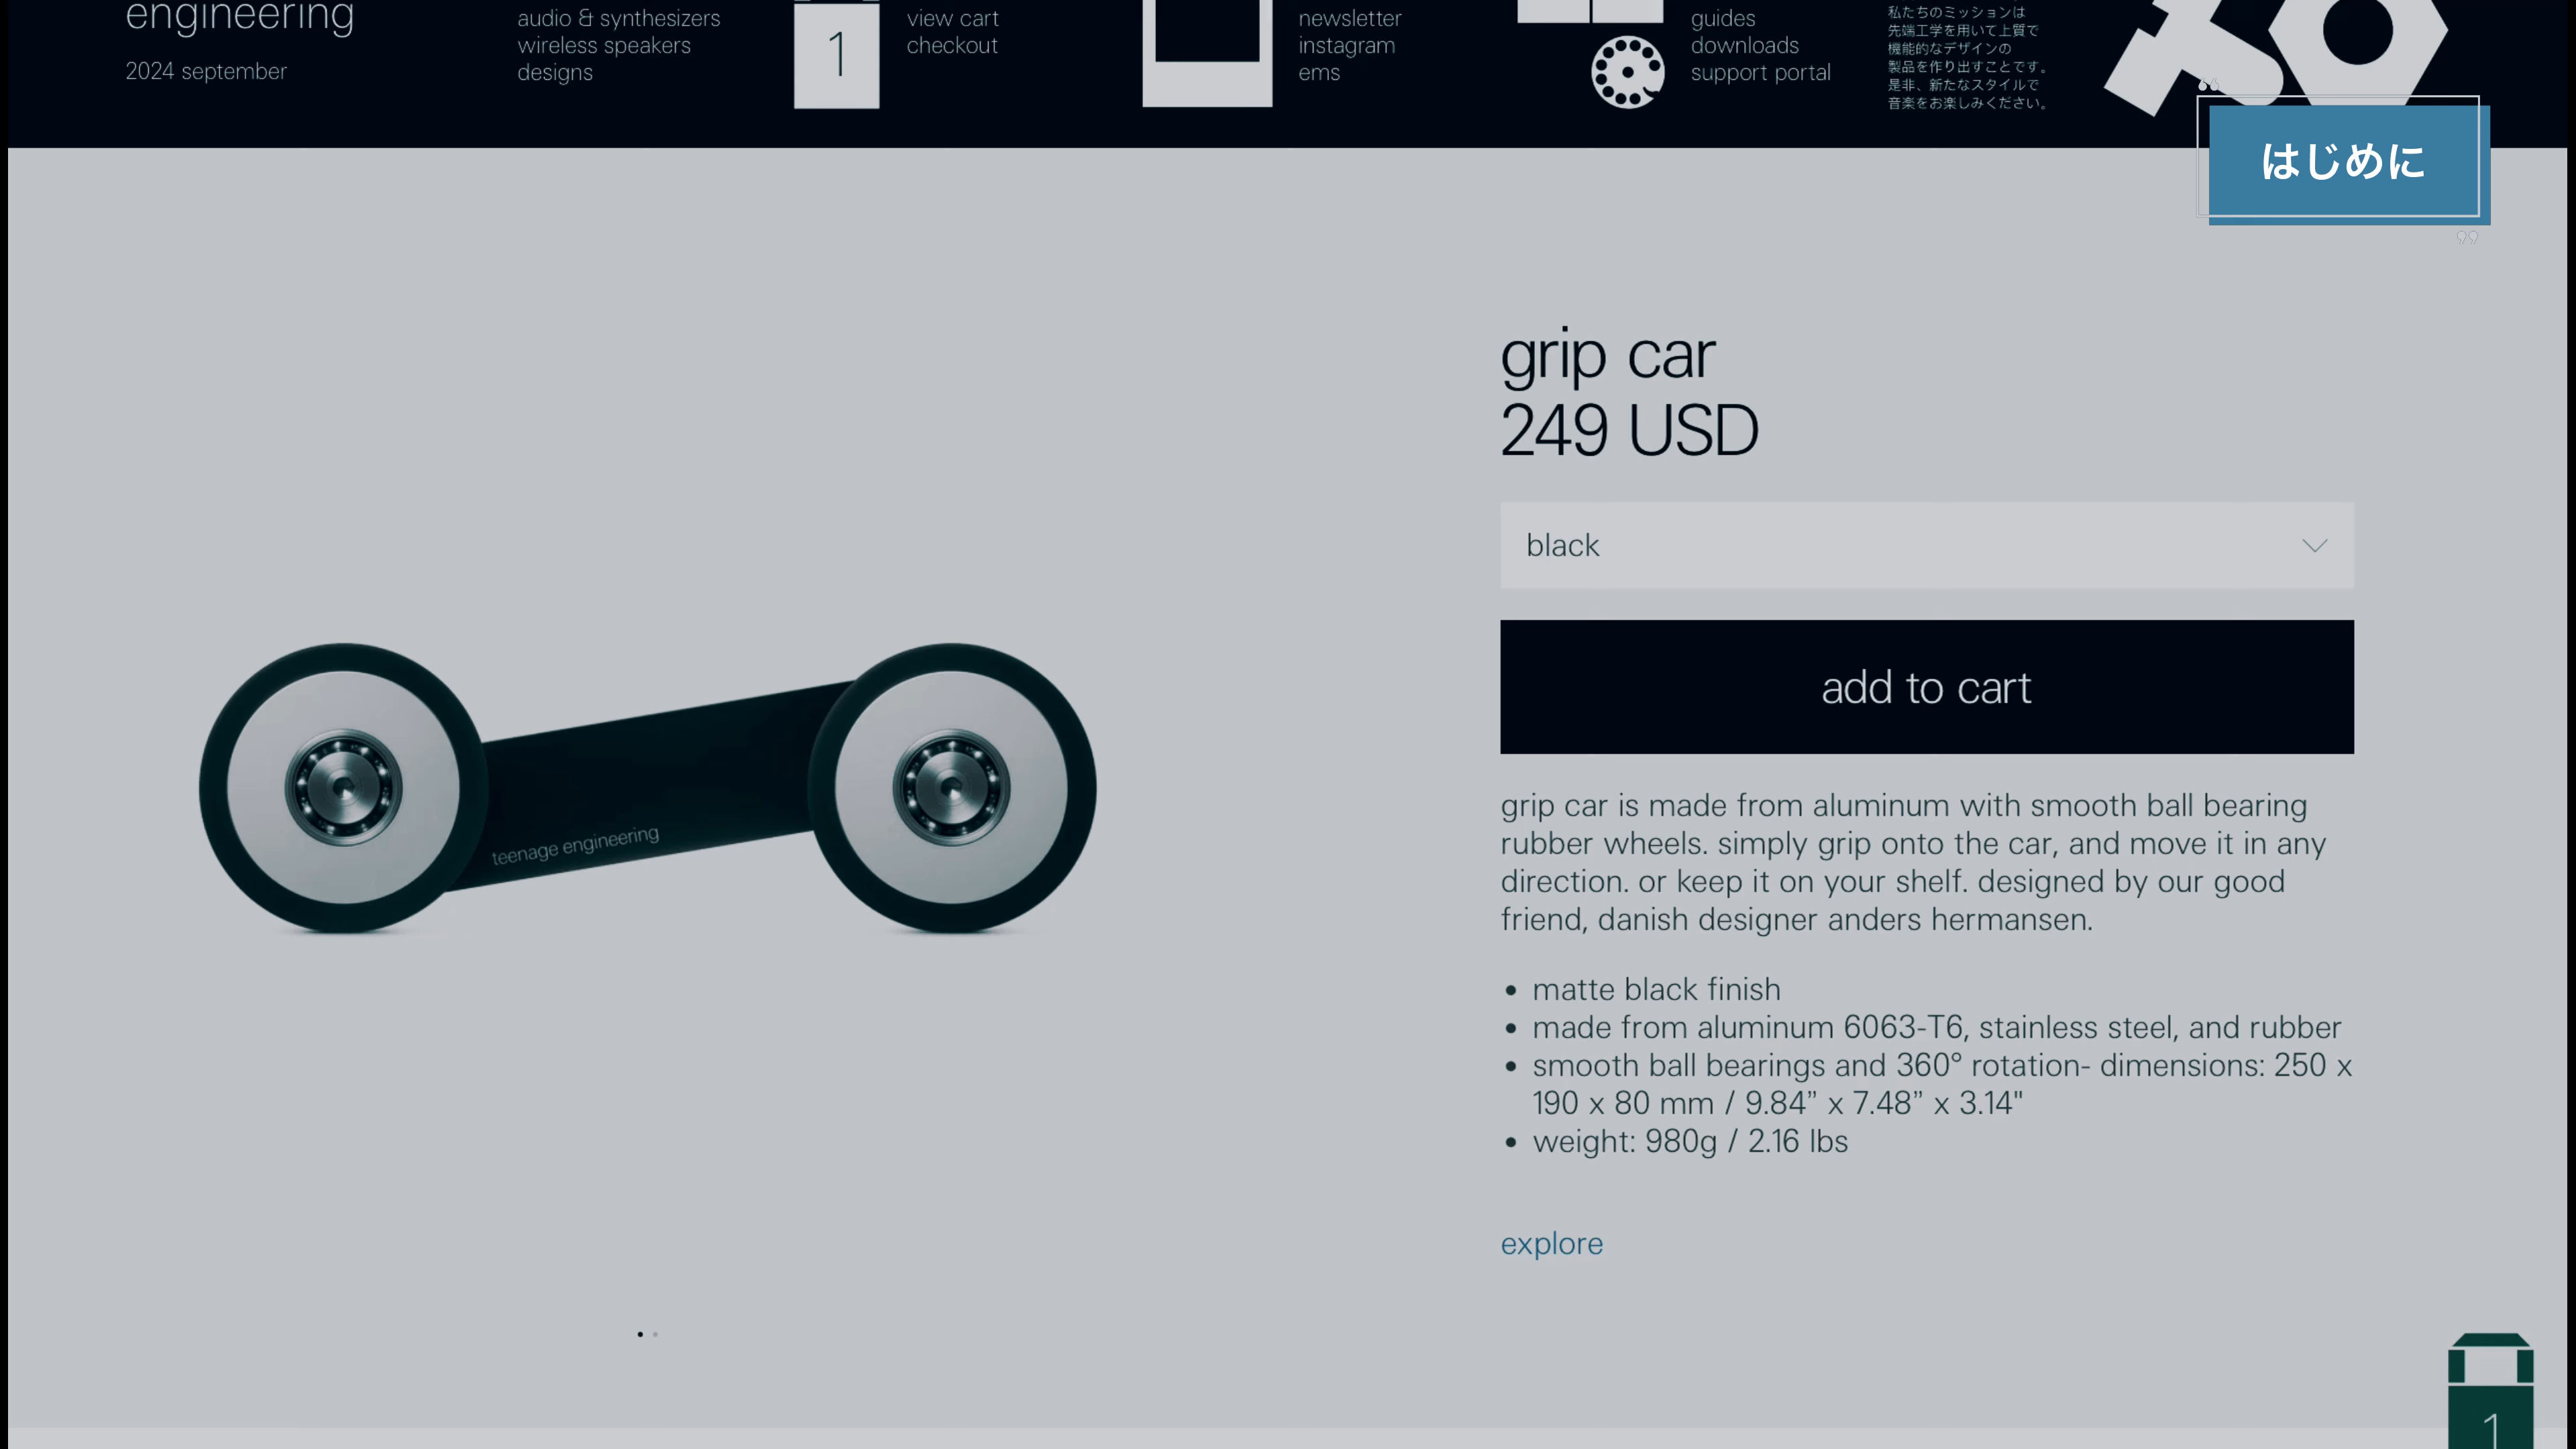 engineering
2024 september
audio & synthesizers
wireless speakers
designs
1
view cart
checkout
newsletter
instagram
ems
guides
downloads
support portal
私たちのミッションは
先端工学を用いて上質で
機能的なデザインの
製品を作り出すことです。
是非、新たなスタイルで
音楽をお楽しみください。
“
はじめに
”
grip car
249 USD
black
add to cart
grip car is made from aluminum with smooth ball bearing
rubber wheels. simply grip onto the car, and move it in any
direction. or keep it on your shelf. designed by our good
friend, danish designer anders hermansen.
• matte black finish
• made from aluminum 6063-T6, stainless steel, and rubber
• smooth ball bearings and 360° rotation- dimensions: 250 x
190 x 80 mm / 9.84” x 7.48” x 3.14"
• weight: 980g / 2.16 lbs
explore
teenage engineering
1